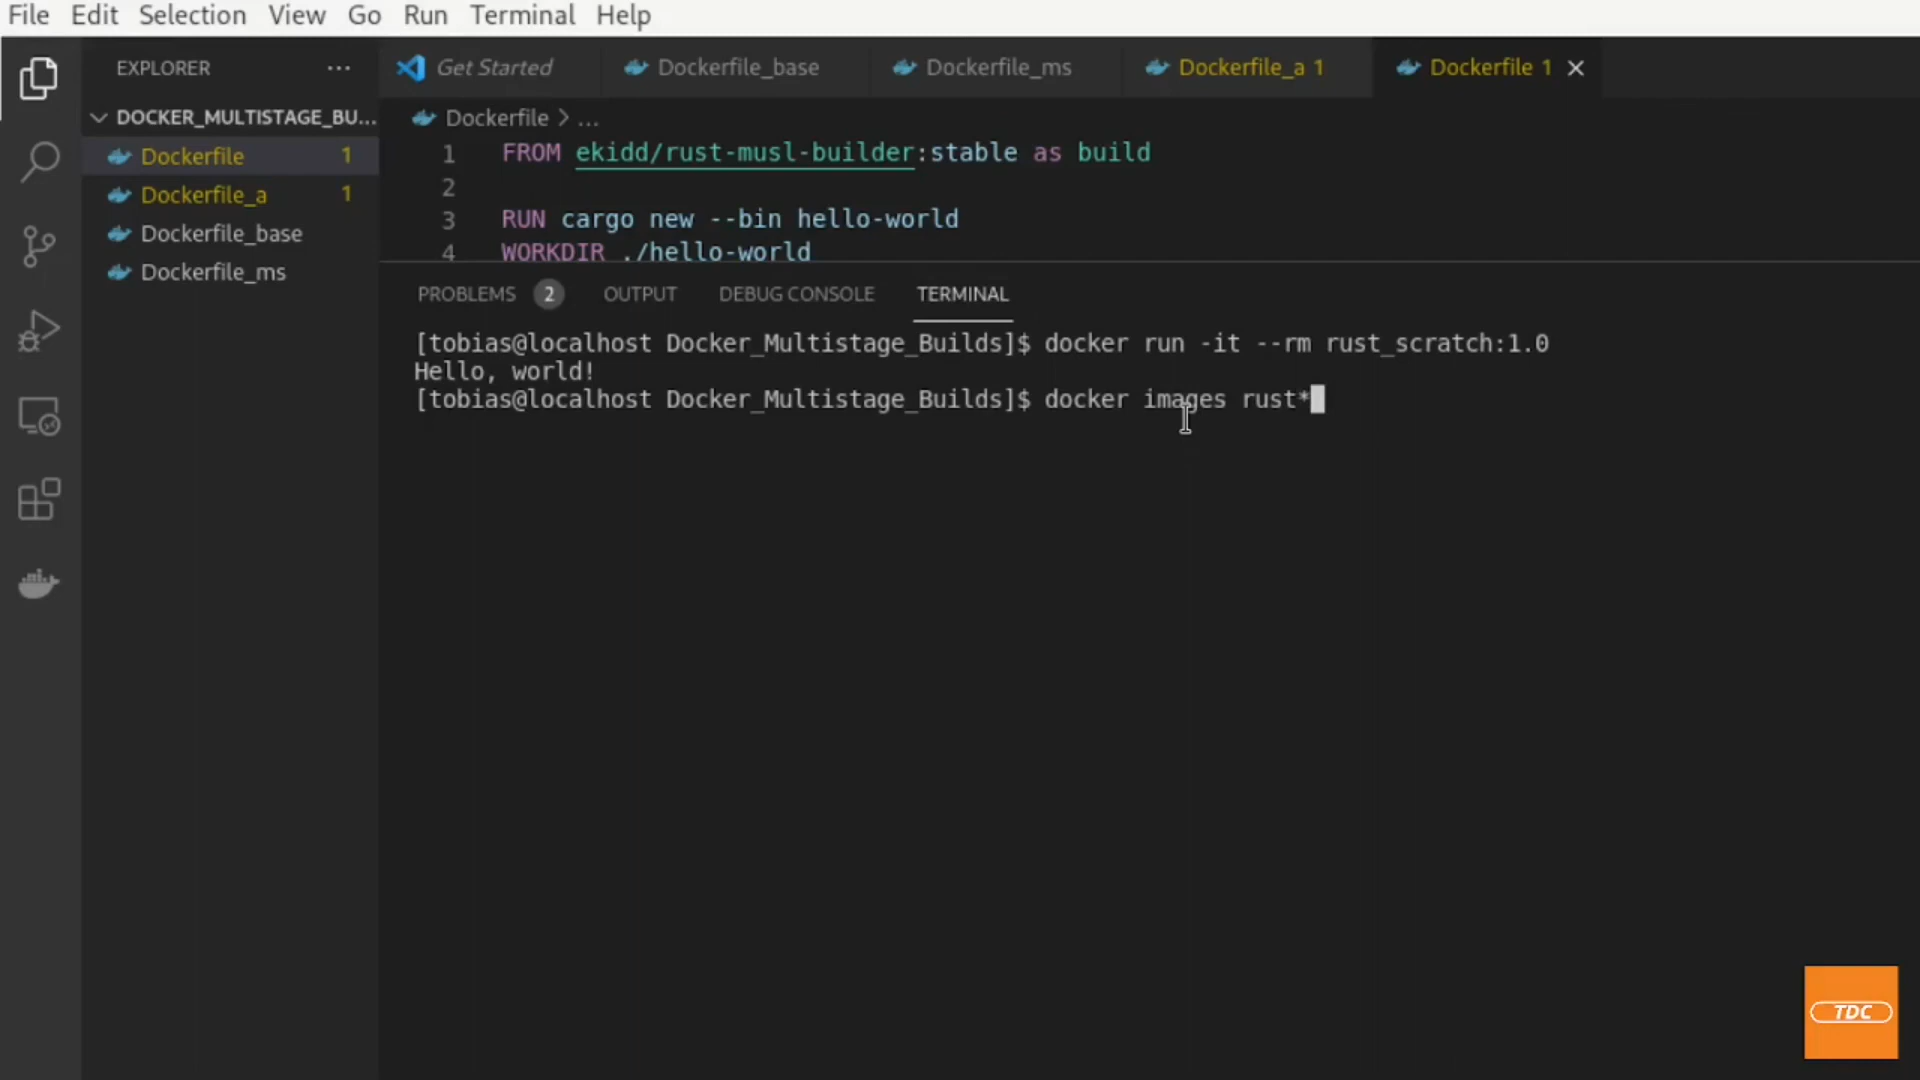 File Edit Selection View Go Run Terminal Help
EXPLORER ...
Get Started Dockerfile_base Dockerfile_ms Dockerfile_a 1 Dockerfile 1
DOCKER_MULTISTAGE_BU...
Dockerfile 1
Dockerfile_a 1
Dockerfile_base
Dockerfile_ms
Dockerfile > ...
1 FROM ekidd/rust-musl-builder:stable as build
2
3 RUN cargo new --bin hello-world
4 WORKDIR ./hello-world
PROBLEMS 2 OUTPUT DEBUG CONSOLE TERMINAL
[tobias@localhost Docker_Multistage_Builds]$ docker run -it --rm rust_scratch:1.0
Hello, world!
[tobias@localhost Docker_Multistage_Builds]$ docker images rust*
TDC